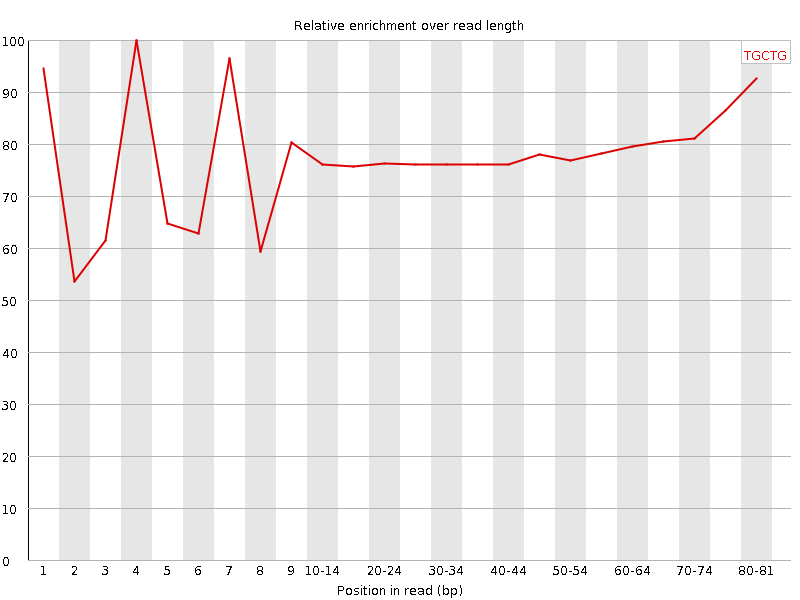 Relative enrichment over read length
TGCTG
100
90
80
70
60
50
40
30
20
10
0
1 2 3 4 5 6 7 8 9 10-14 20-24 30-34 40-44 50-54 60-64 70-74 80-81
Position in read (bp)